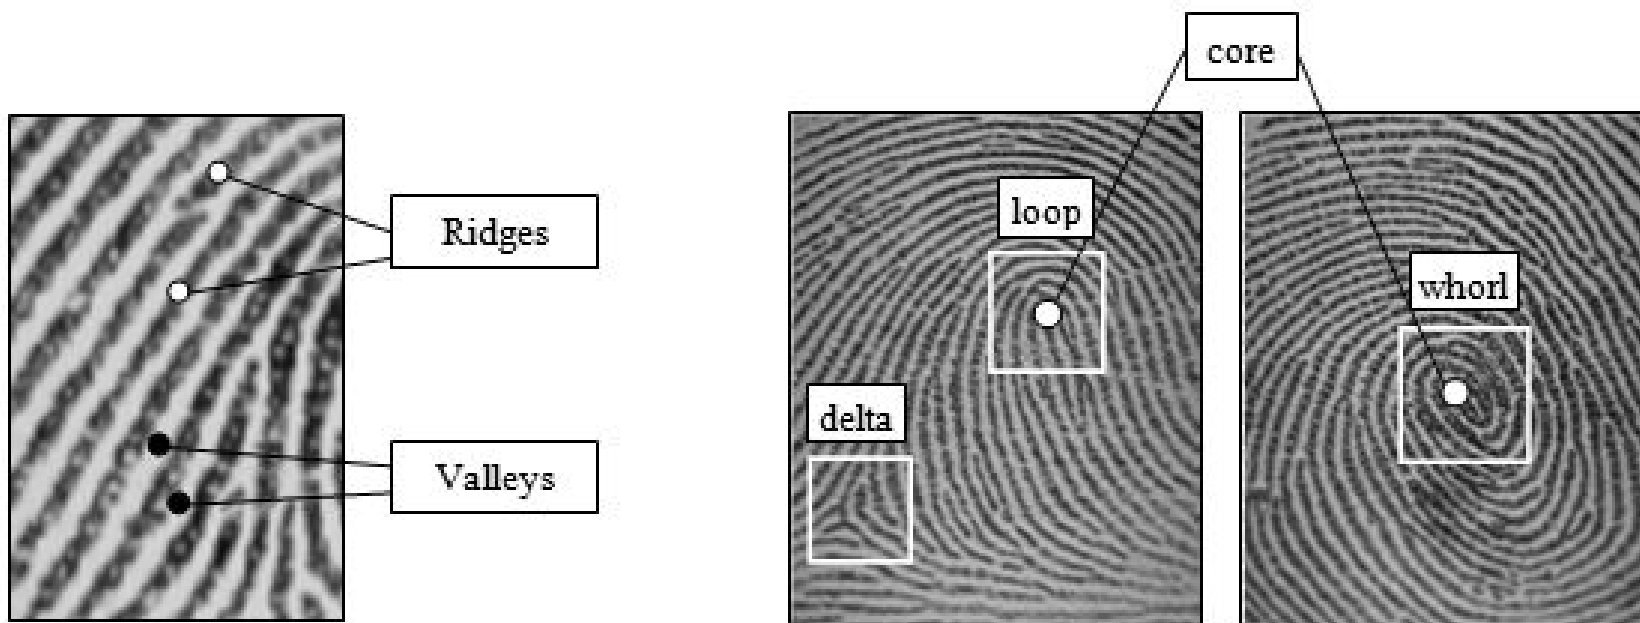 Ridges
Valleys
core
loop
whorl
delta